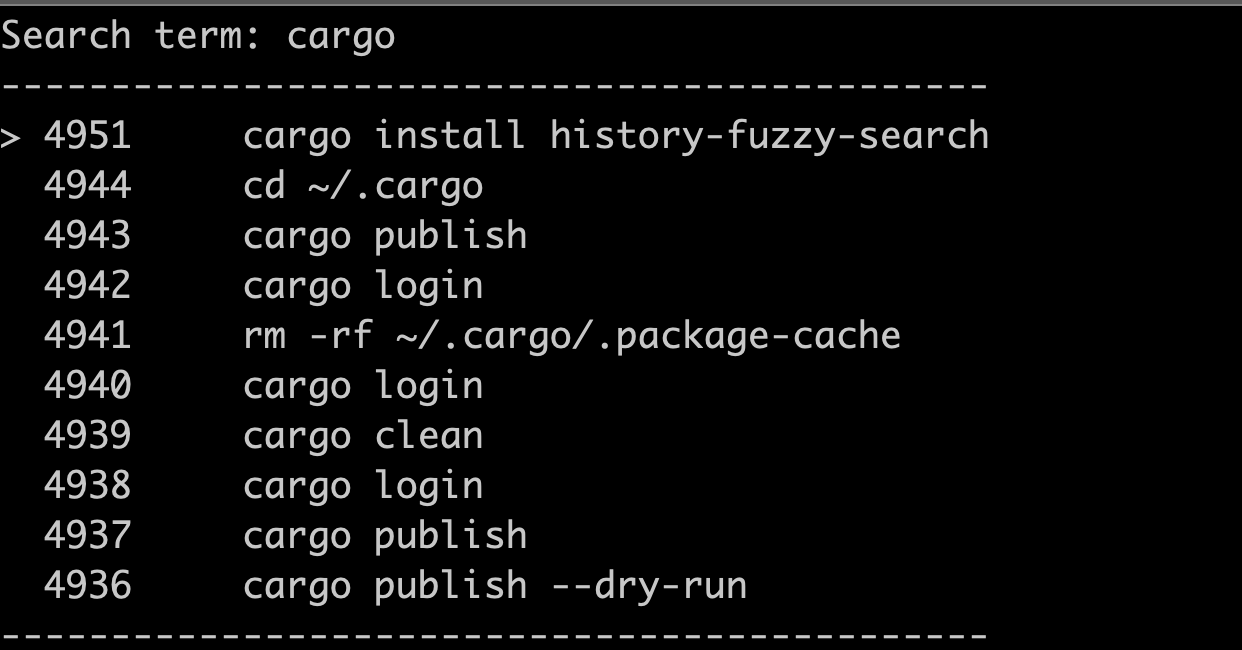 Search term: cargo
---------------------------------------------
> 4951     cargo install history-fuzzy-search
  4944     cd ~/.cargo
  4943     cargo publish
  4942     cargo login
  4941     rm -rf ~/.cargo/.package-cache
  4940     cargo login
  4939     cargo clean
  4938     cargo login
  4937     cargo publish
  4936     cargo publish --dry-run
---------------------------------------------